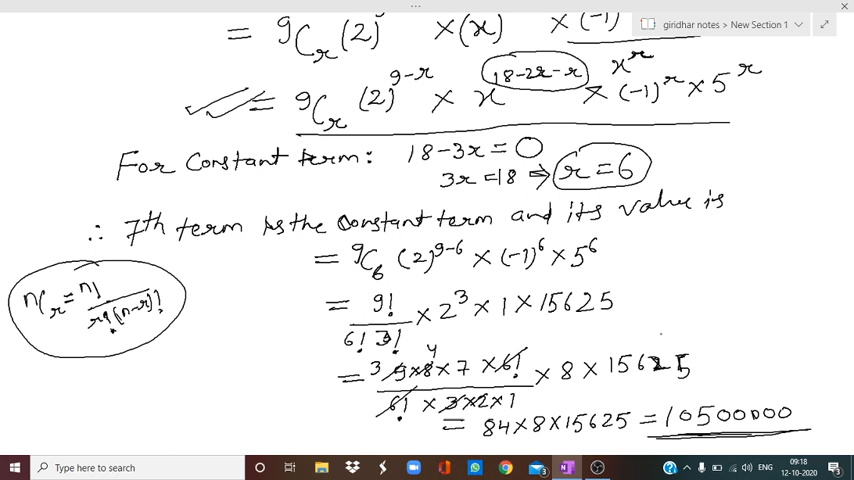 giridhar notes > New Section 1
= 9Cr (2) × (x) × (-1)
= 9Cr (2)^9-r × x^18-2r-r × (-1)^r × 5^r
x^r
For Constant term: 18-3r=0
3r=18 ⇒ r=6
∴ 7th term is the constant term and its value is
= 9C6 (2)^9-6 × (-1)^6 × 5^6
nCr = n! / r!(n-r)!
= 9! / 6! 3! × 2^3 × 1 × 15625
3 4
= 9×8×7×6! / 6! × 3×2×1 × 8 × 15625
= 84×8×15625 = 10500000
Type here to search
ENG
09:18
12-10-2020